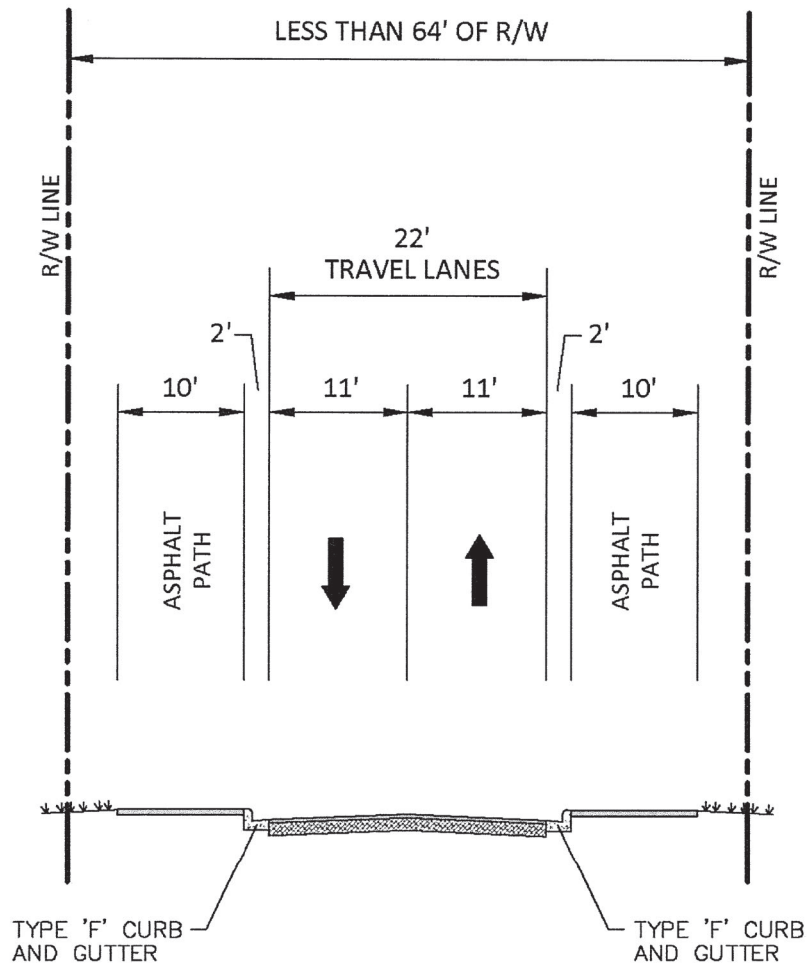 LESS THAN 64' OF R/W
R/W LINE
R/W LINE
22'
TRAVEL LANES
2'
2'
10'
11'
11'
10'
ASPHALT
PATH
ASPHALT
PATH
TYPE 'F' CURB
AND GUTTER
TYPE 'F' CURB
AND GUTTER